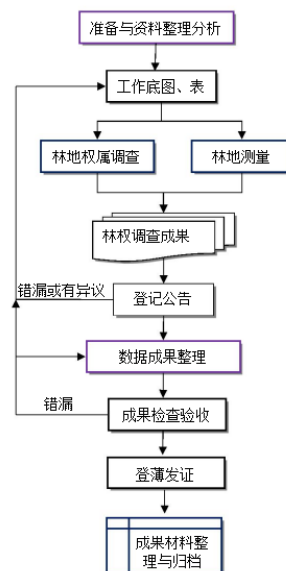 准备与资料整理分析
工作底图、表
林地权属调查
林地测量
林权调查成果
错漏或有异议
登记公告
数据成果整理
错漏
成果检查验收
登薄发证
成果材料整
理与归档